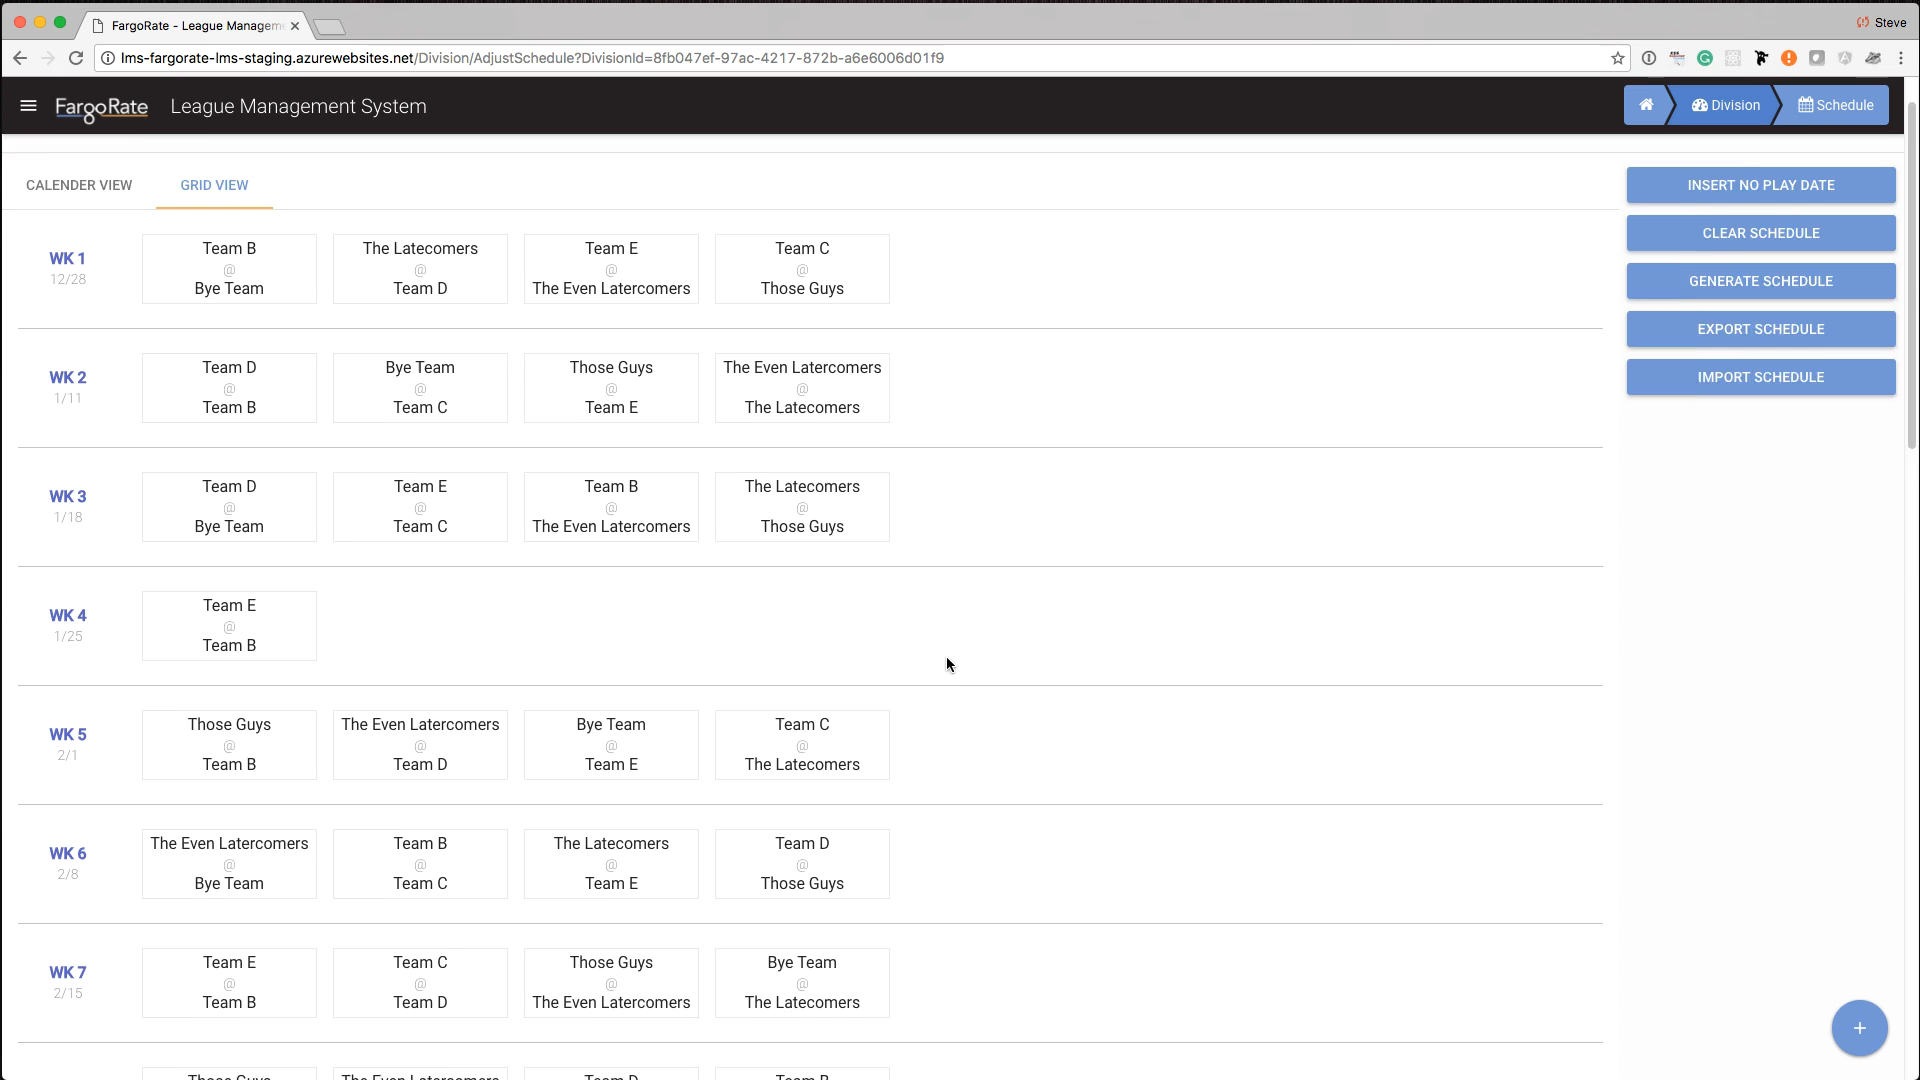 FargoRate - League Managem
Steve
lms-fargorate-lms-staging.azurewebsites.net/Division/AdjustSchedule?DivisionId=8fb047ef-97ac-4217-872b-a6e6006d01f9
FargoRate League Management System
Division
Schedule
CALENDER VIEW
GRID VIEW
INSERT NO PLAY DATE
CLEAR SCHEDULE
GENERATE SCHEDULE
EXPORT SCHEDULE
IMPORT SCHEDULE
WK 1
12/28
Team B
@
Bye Team
The Latecomers
@
Team D
Team E
@
The Even Latercomers
Team C
@
Those Guys
WK 2
1/11
Team D
@
Team B
Bye Team
@
Team C
Those Guys
@
Team E
The Even Latercomers
@
The Latecomers
WK 3
1/18
Team D
@
Bye Team
Team E
@
Team C
Team B
@
The Even Latercomers
The Latecomers
@
Those Guys
WK 4
1/25
Team E
@
Team B
WK 5
2/1
Those Guys
@
Team B
The Even Latercomers
@
Team D
Bye Team
@
Team E
Team C
@
The Latecomers
WK 6
2/8
The Even Latercomers
@
Bye Team
Team B
@
Team C
The Latecomers
@
Team E
Team D
@
Those Guys
WK 7
2/15
Team E
@
Team B
Team C
@
Team D
Those Guys
@
The Even Latercomers
Bye Team
@
The Latecomers
Those Guys
The Even Latercomers
Team D
Team B
+